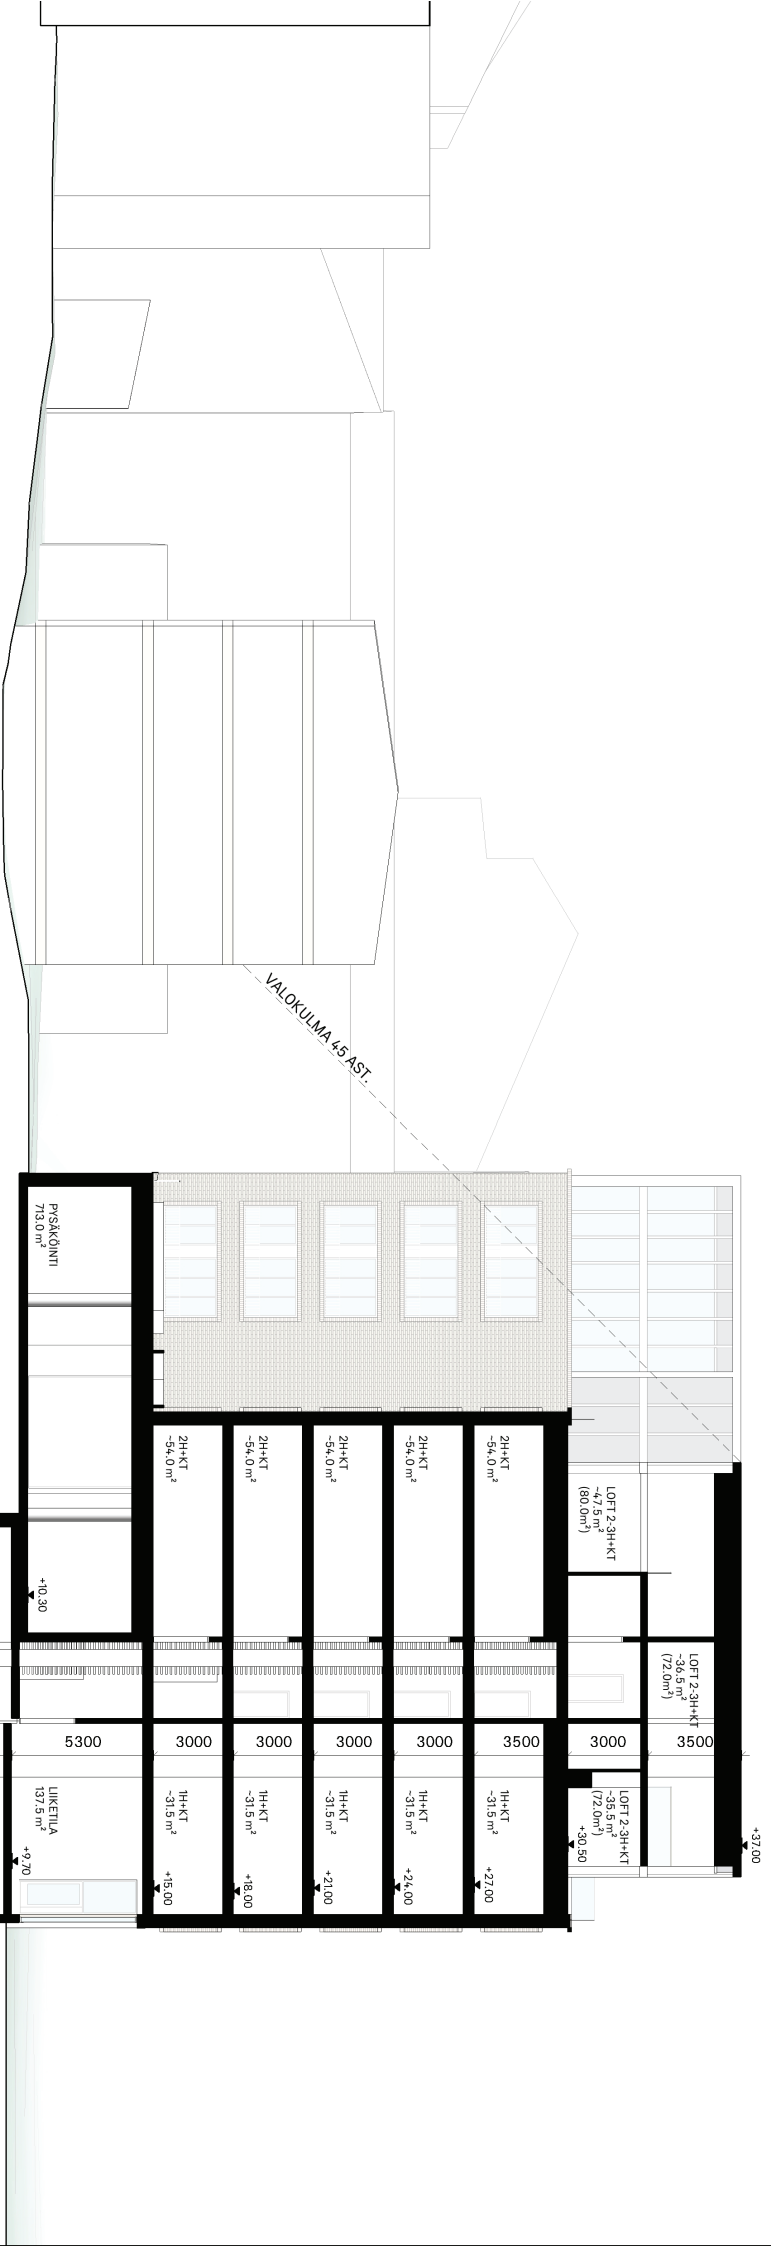 VALOKULMA 45 AST.
+37.00
LOFT 2-3H+KT
~36.5 m²
(72.0m²)
3500
LOFT 2-3H+KT
~47.5 m²
(80.0m²)
3000
LOFT 2-3H+KT
~35.5 m²
(72.0m²)
+30.50
2H+KT
~54.0 m²
3500
1H+KT
~31.5 m²
+27.00
2H+KT
~54.0 m²
3000
1H+KT
~31.5 m²
+24.00
2H+KT
~54.0 m²
3000
1H+KT
~31.5 m²
+21.00
2H+KT
~54.0 m²
3000
1H+KT
~31.5 m²
+18.00
2H+KT
~54.0 m²
3000
1H+KT
~31.5 m²
+15.00
PYSÄKÖINTI
713.0 m²
+10.30
5300
LIIKETILA
137.5 m²
+9.70